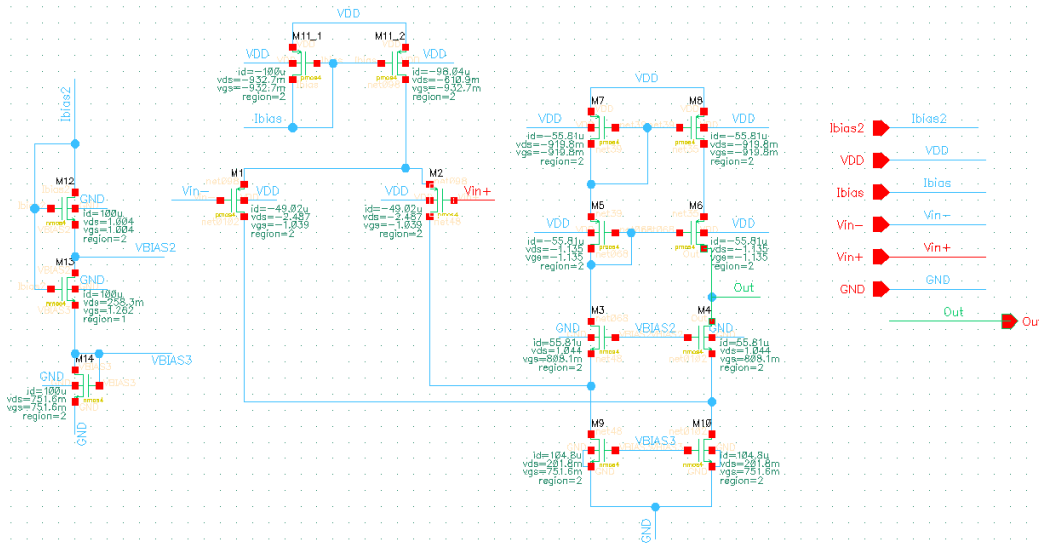 VDD
M11_1
M11_2
VDD
VDD
id=-100u
vds=-932.7m
vgs=-932.7m
region=2
id=-98.04u
vds=-610.9m
vgs=-932.7m
region=2
Ibias
Ibias2
M12
GND
id=100u
vds=1.004
vgs=1.004
region=2
VBIAS2
M13
GND
id=100u
vds=258.3m
vgs=1.262
region=1
VBIAS3
M14
GND
id=100u
vds=751.6m
vgs=751.6m
region=2
GND
M1
Vin-
VDD
id=-49.02u
vds=-2.487
vgs=-1.039
region=2
M2
VDD
Vin+
id=-49.02u
vds=-2.487
vgs=-1.039
region=2
VDD
M7
M8
VDD
VDD
id=-55.81u
vds=-919.8m
vgs=-919.8m
region=2
id=-55.81u
vds=-919.8m
vgs=-919.8m
region=2
M5
M6
VDD
VDD
id=-55.81u
vds=-1.135
vgs=-1.135
region=2
id=-55.81u
vds=-1.135
vgs=-1.135
region=2
Out
M3
M4
GND
VBIAS2
GND
id=55.81u
vds=1.044
vgs=808.1m
region=2
id=55.81u
vds=1.044
vgs=808.1m
region=2
M9
M10
VBIAS3
id=104.8u
vds=201.8m
vgs=751.6m
region=2
id=104.8u
vds=201.8m
vgs=751.6m
region=2
GND
Ibias2
Ibias2
VDD
VDD
Ibias
Ibias
Vin-
Vin-
Vin+
Vin+
GND
GND
Out
Ou